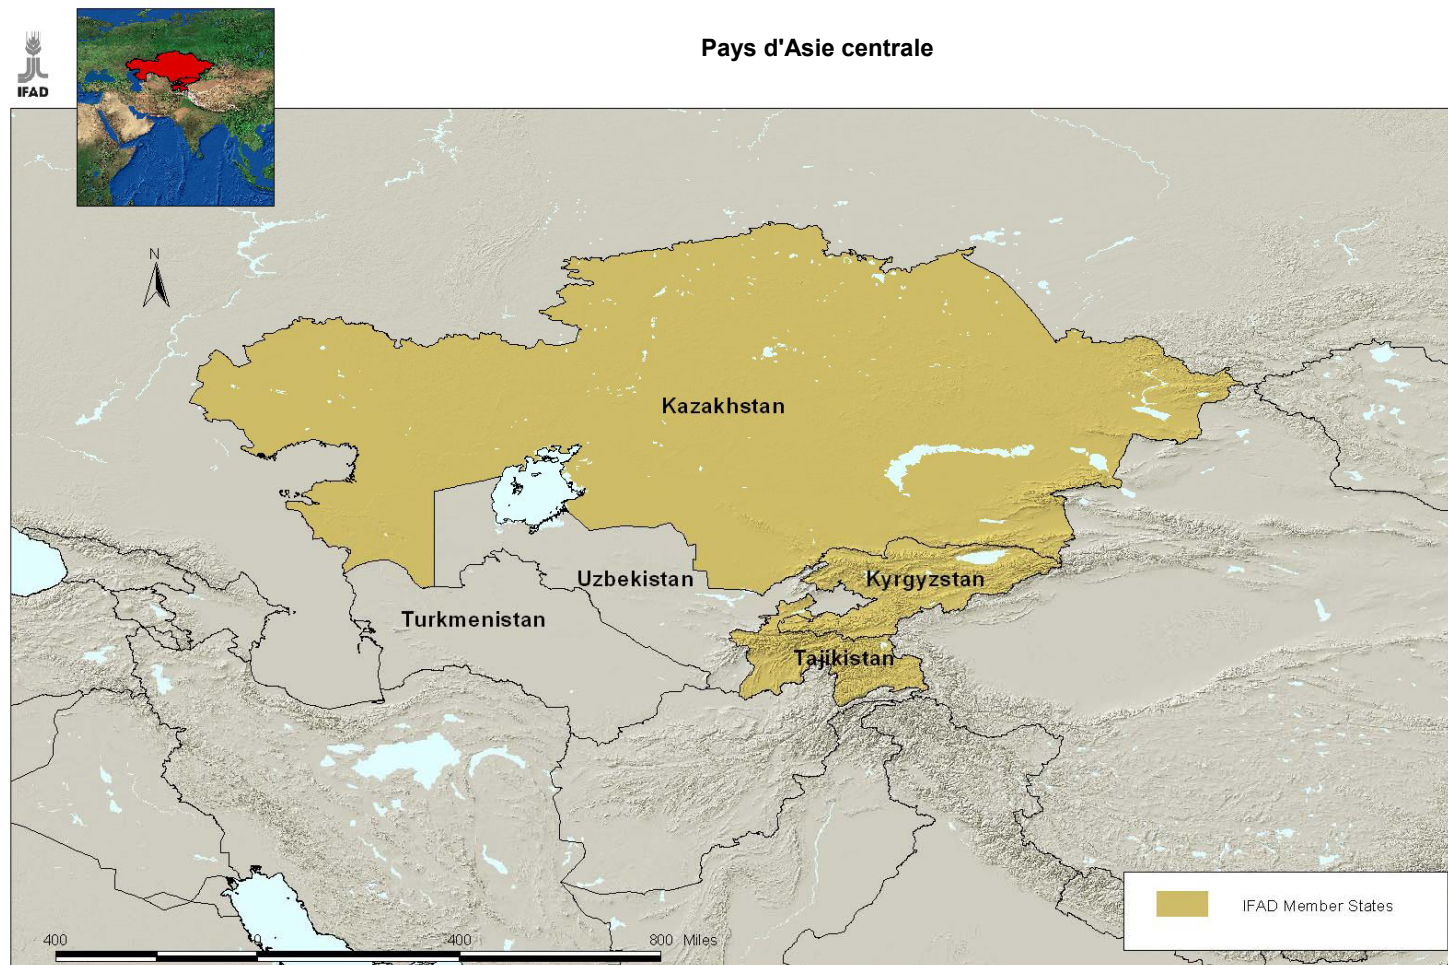 IFAD
Pays d'Asie centrale
N
Kazakhstan
Uzbekistan
Kyrgyzstan
Turkmenistan
Tajikistan
IFAD Member States
400 0 400 800 Miles